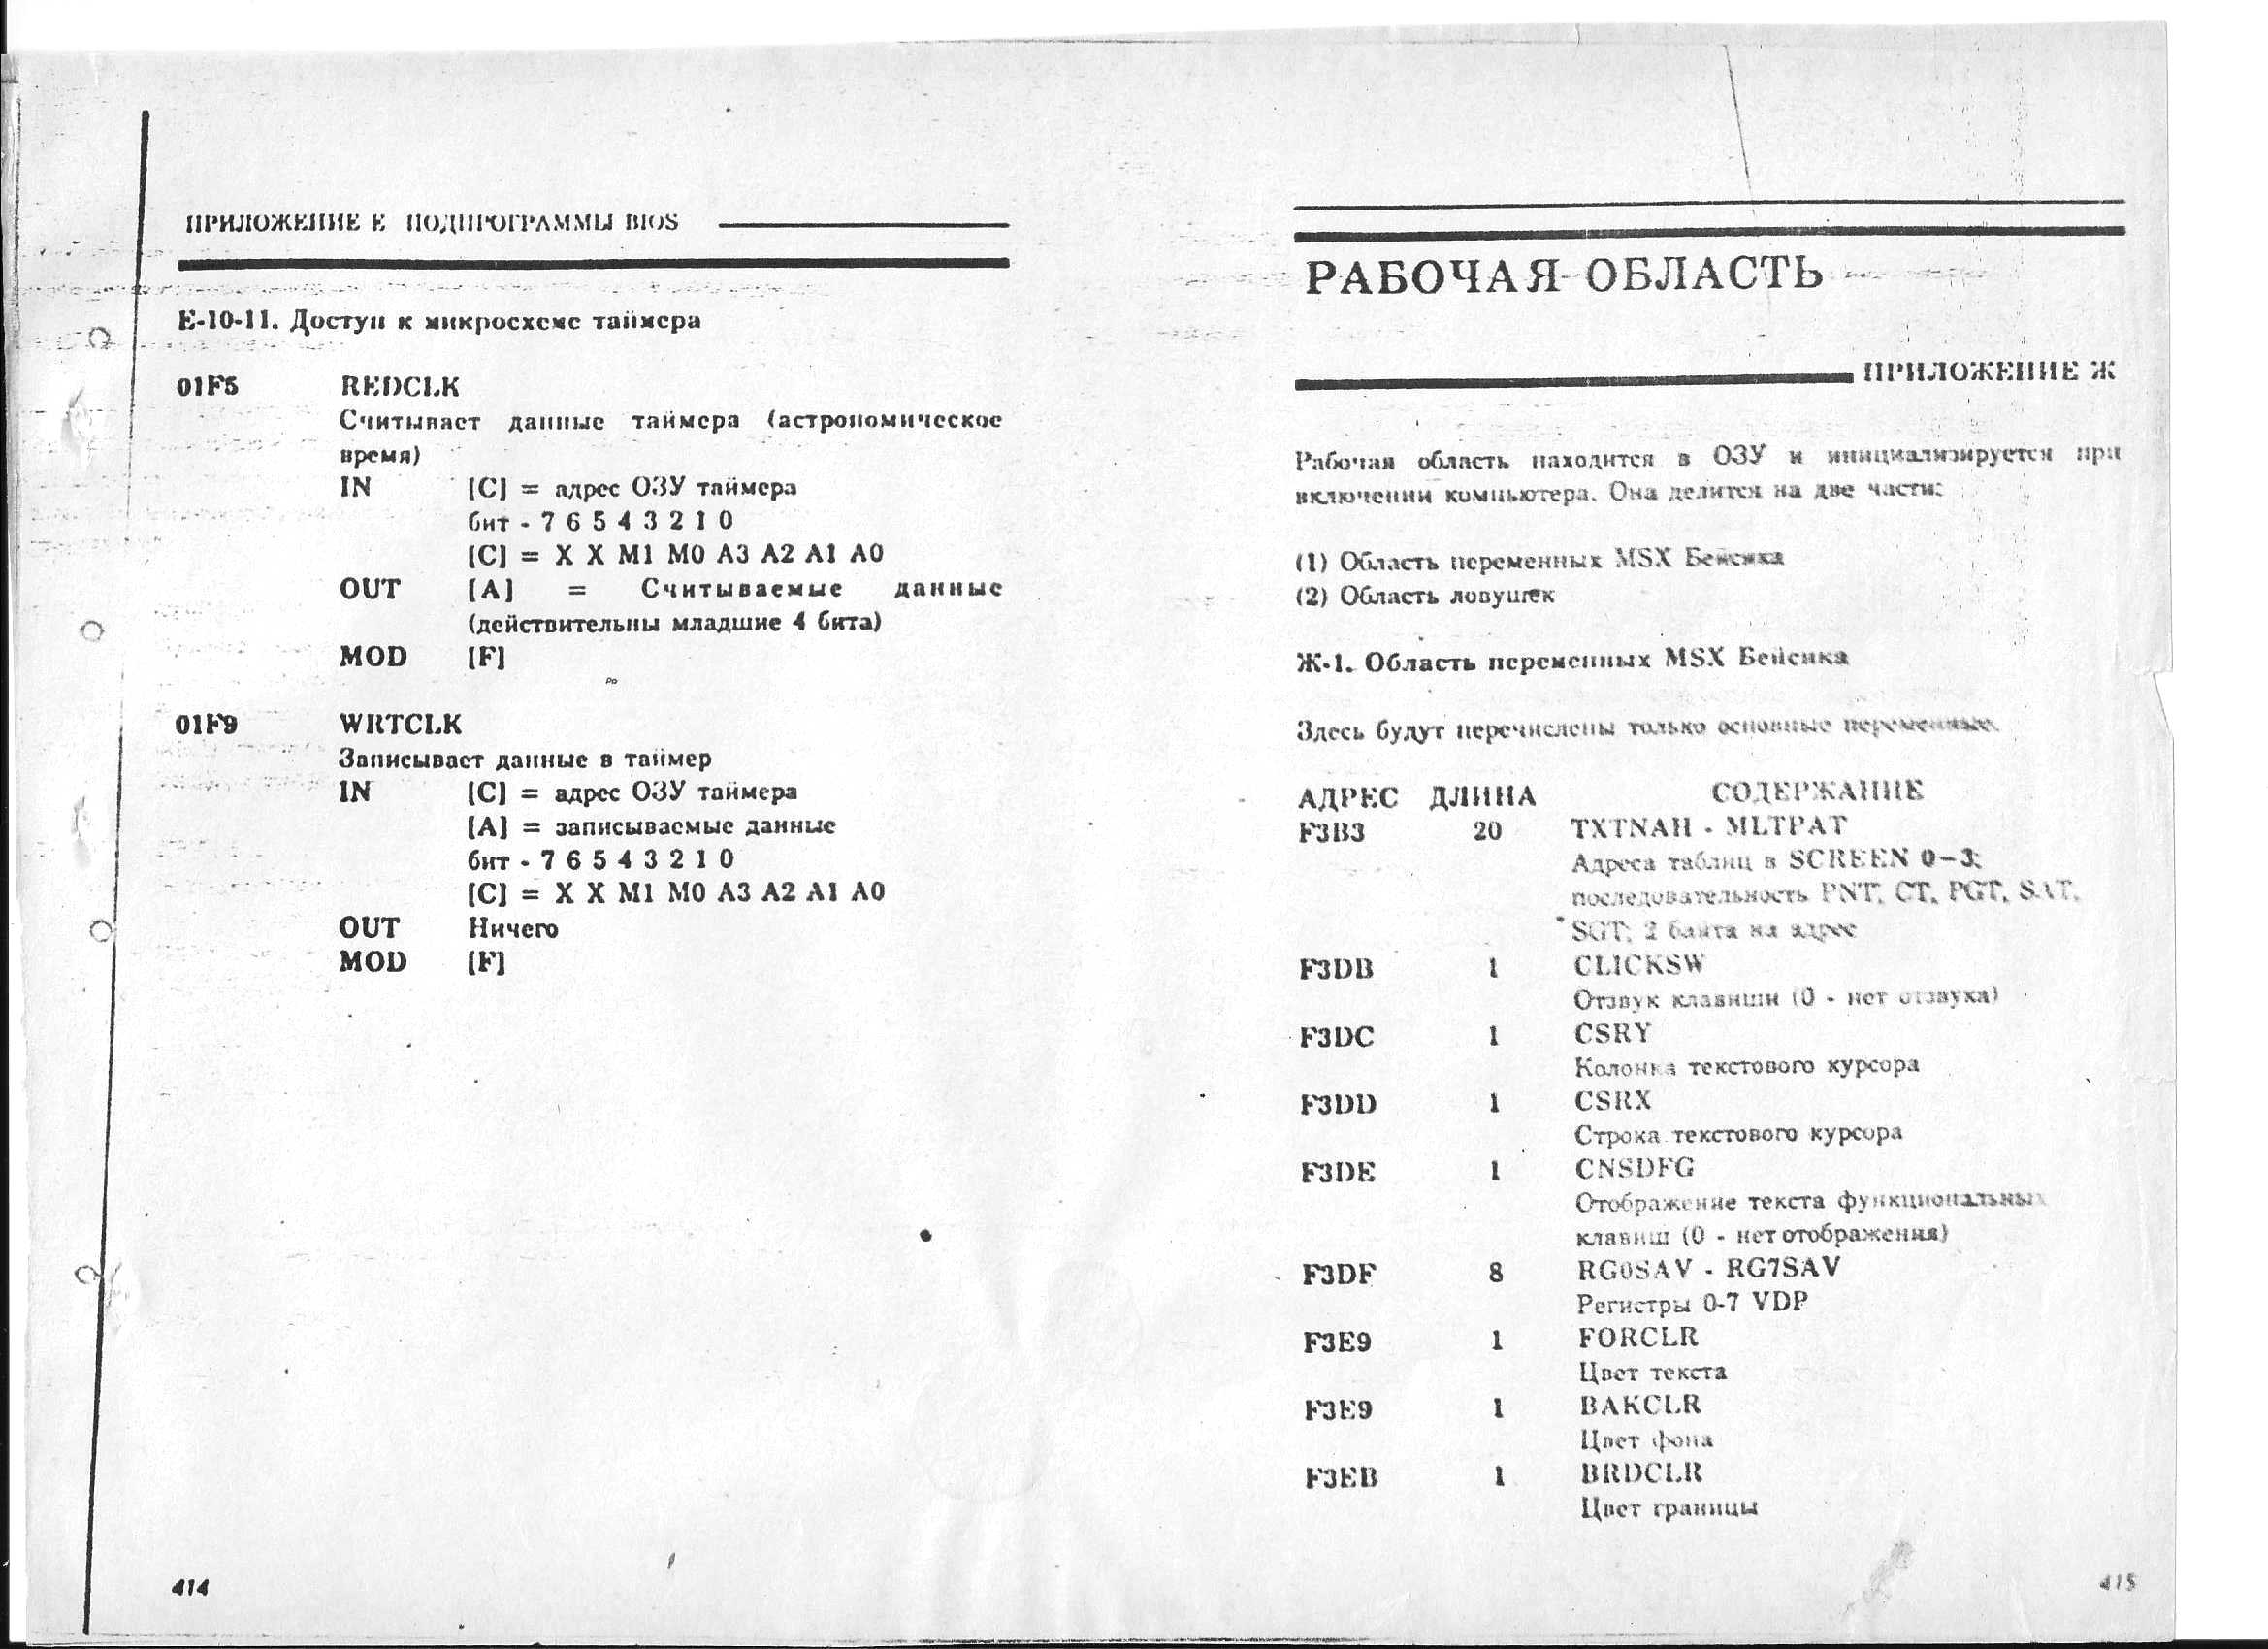 ПРИЛОЖЕНИЕ Е ПОДПРОГРАММЫ BIOS
Е-10-11. Доступ к микросхеме таймера
01F5 REDCLK
Считывает данные таймера (астрономическое
время)
IN [C] = адрес ОЗУ таймера
бит - 7 6 5 4 3 2 1 0
[C] = X X M1 M0 A3 A2 A1 A0
OUT [A] = Считываемые данные
(действительны младшие 4 бита)
MOD [F]
01F9 WRTCLK
Записывает данные в таймер
IN [C] = адрес ОЗУ таймера
[A] = записываемые данные
бит - 7 6 5 4 3 2 1 0
[C] = X X M1 M0 A3 A2 A1 A0
OUT Ничего
MOD [F]
414
РАБОЧАЯ ОБЛАСТЬ
ПРИЛОЖЕНИЕ Ж
Рабочая область находится в ОЗУ и инициализируется при
включении компьютера. Она делится на две части:
(1) Область переменных MSX Бейсика
(2) Область ловушек
Ж-1. Область переменных MSX Бейсика
Здесь будут перечислены только основные переменные.
АДРЕС ДЛИНА СОДЕРЖАНИЕ
F3B3 20 TXTNAH - MLTPAT
Адреса таблиц в SCREEN 0-3;
последовательность PNT, CT, PGT, SAT,
SGT; 2 байта на адрес
F3DB 1 CLICKSW
Отзвук клавиши (0 - нет отзвука)
F3DC 1 CSRY
Колонка текстового курсора
F3DD 1 CSRX
Строка текстового курсора
F3DE 1 CNSDFG
Отображение текста функциональных
клавиш (0 - нет отображения)
F3DF 8 RG0SAV - RG7SAV
Регистры 0-7 VDP
F3E9 1 FORCLR
Цвет текста
F3E9 1 BAKCLR
Цвет фона
F3EB 1 BRDCLR
Цвет границы
415